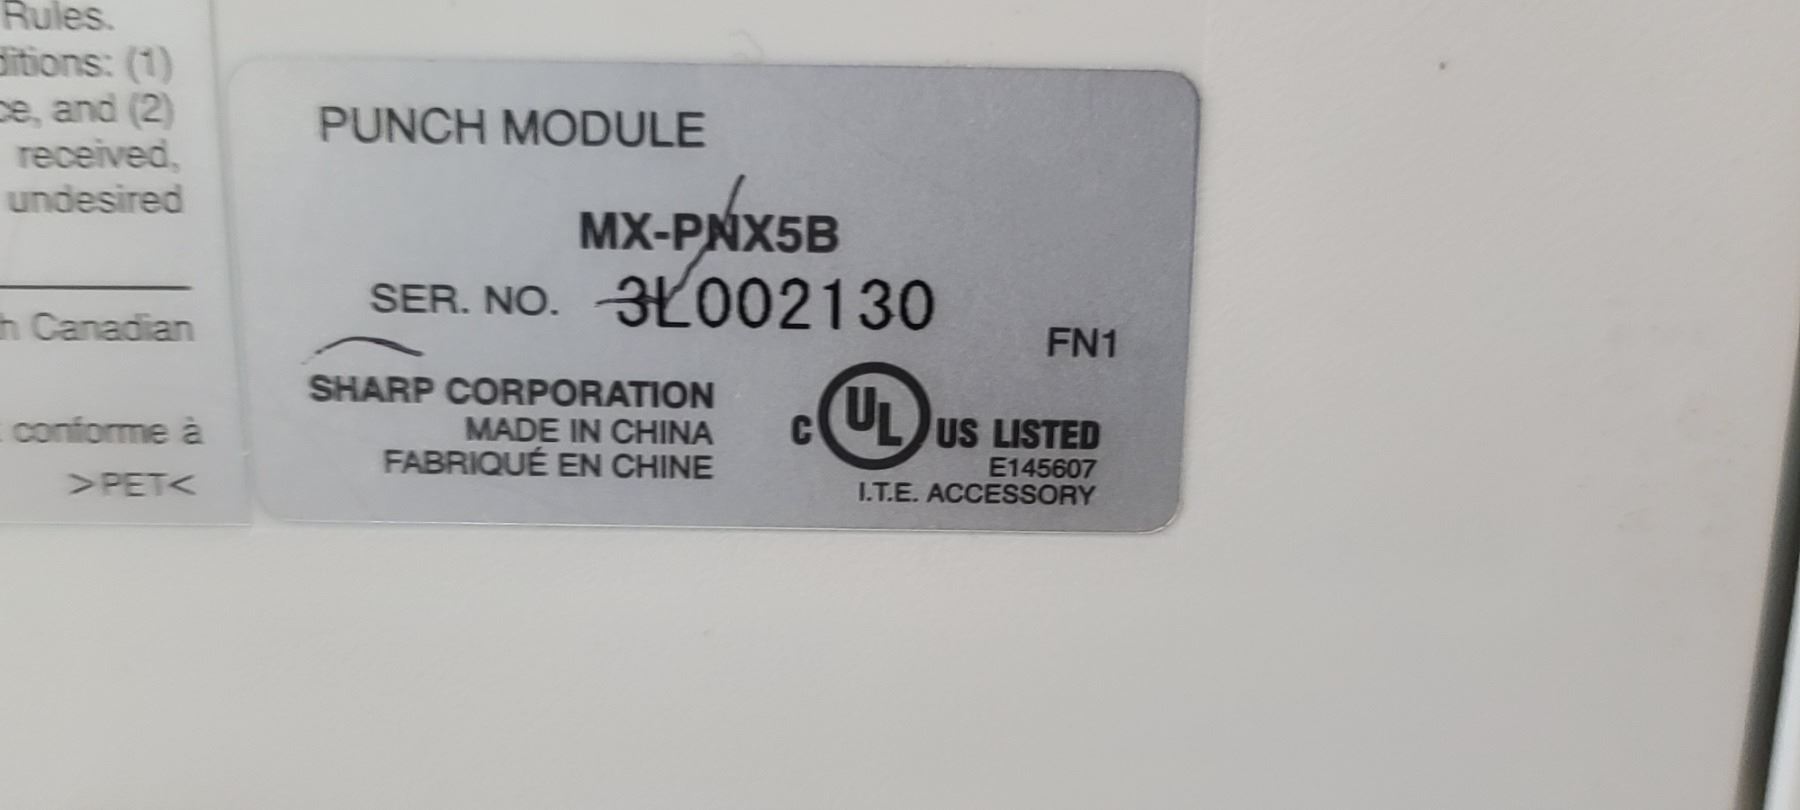 Rules.
ditions: (1)
ce, and (2)
received,
undesired
h Canadian
conforme à
>PET<
PUNCH MODULE
MX-PNX5B
SER. NO. 3L002130
FN1
SHARP CORPORATION
MADE IN CHINA
FABRIQUÉ EN CHINE
C UL US LISTED
E145607
I.T.E. ACCESSORY